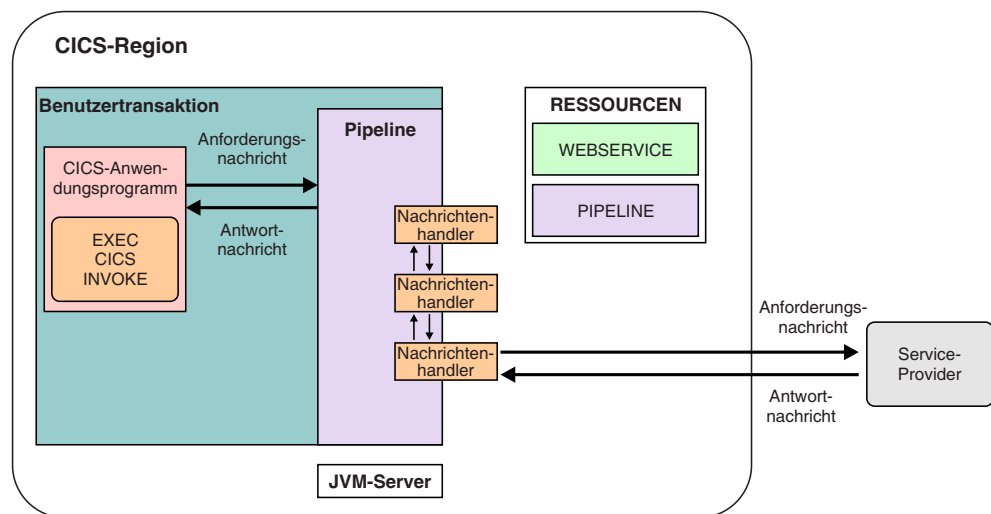 CICS-Region
Benutzertransaktion
Pipeline
RESSOURCEN
WEBSERVICE
PIPELINE
Anforderungs-
nachricht
CICS-Anwen-
dungsprogramm
EXEC
CICS
INVOKE
Antwort-
nachricht
Nachrichten-
handler
Nachrichten-
handler
Nachrichten-
handler
Anforderungs-
nachricht
Service-
Provider
Antwort-
nachricht
JVM-Server